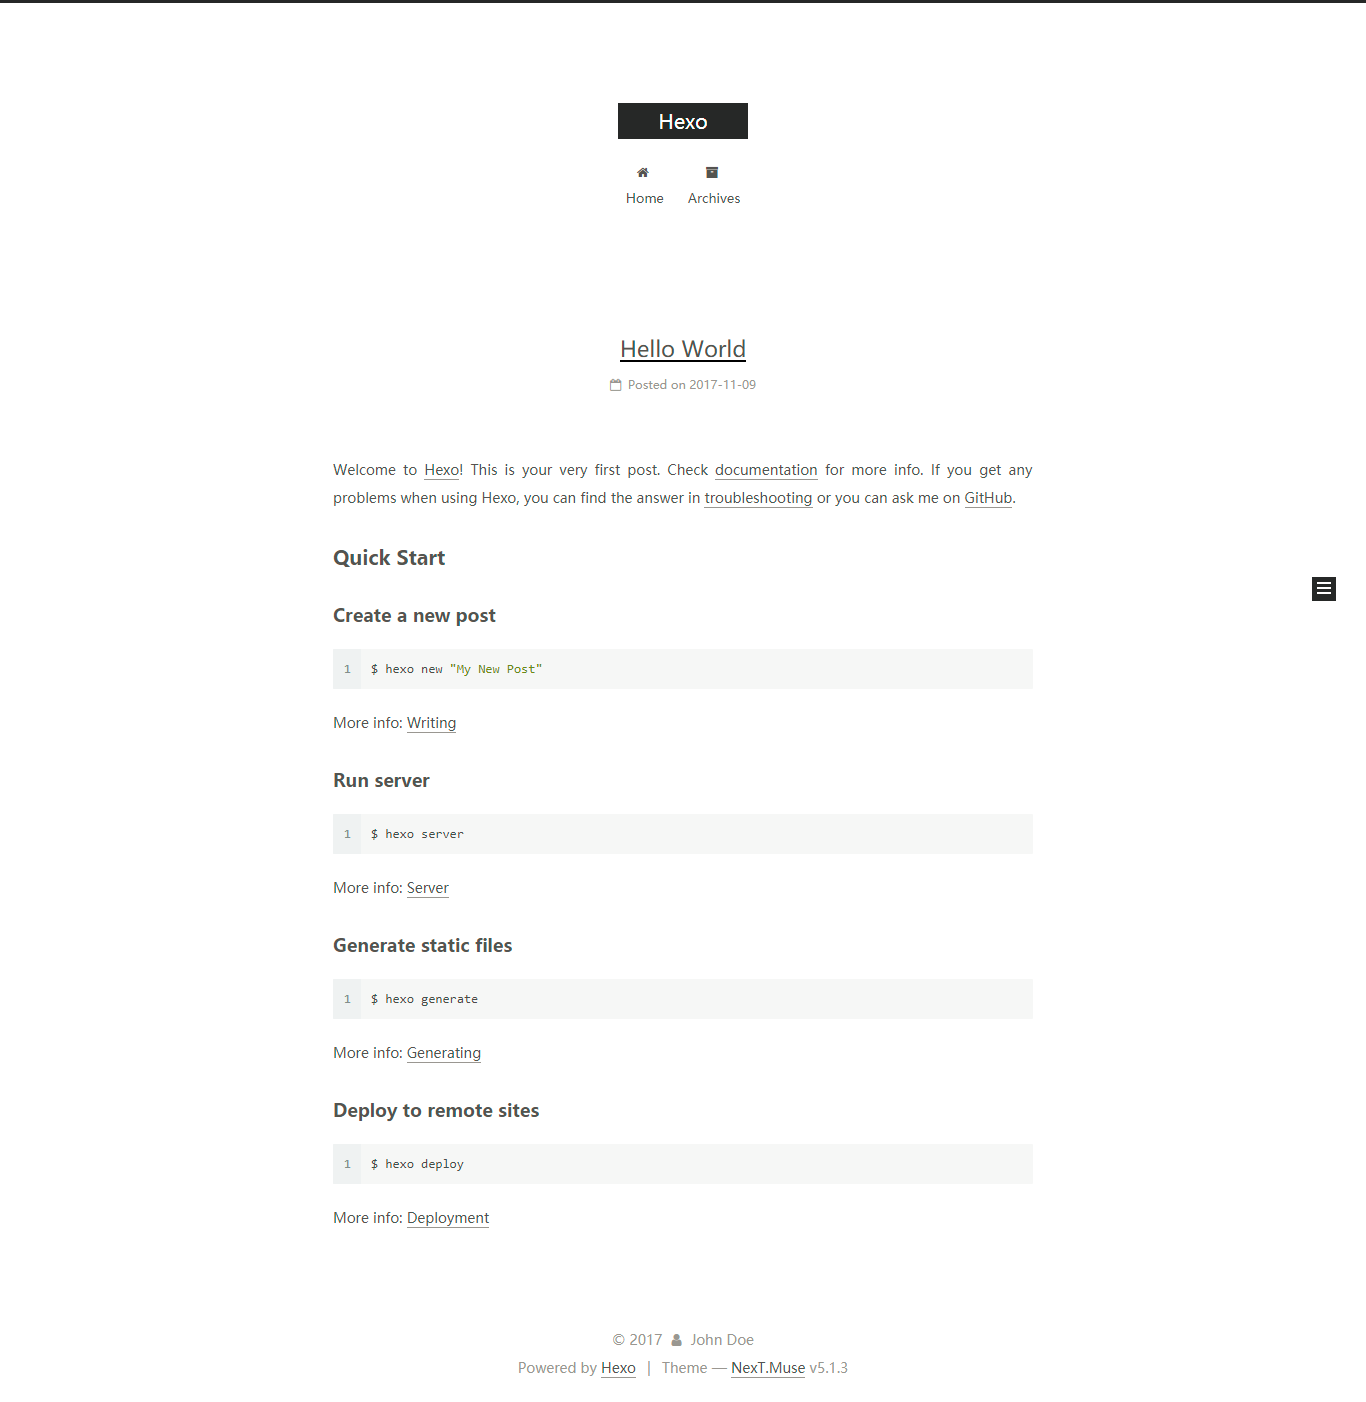 Hexo
Home Archives
Hello World
Posted on 2017-11-09
Welcome to Hexo! This is your very first post. Check documentation for more info. If you get any
problems when using Hexo, you can find the answer in troubleshooting or you can ask me on GitHub.
Quick Start
Create a new post
1 $ hexo new "My New Post"
More info: Writing
Run server
1 $ hexo server
More info: Server
Generate static files
1 $ hexo generate
More info: Generating
Deploy to remote sites
1 $ hexo deploy
More info: Deployment
© 2017 John Doe
Powered by Hexo | Theme — NexT.Muse v5.1.3